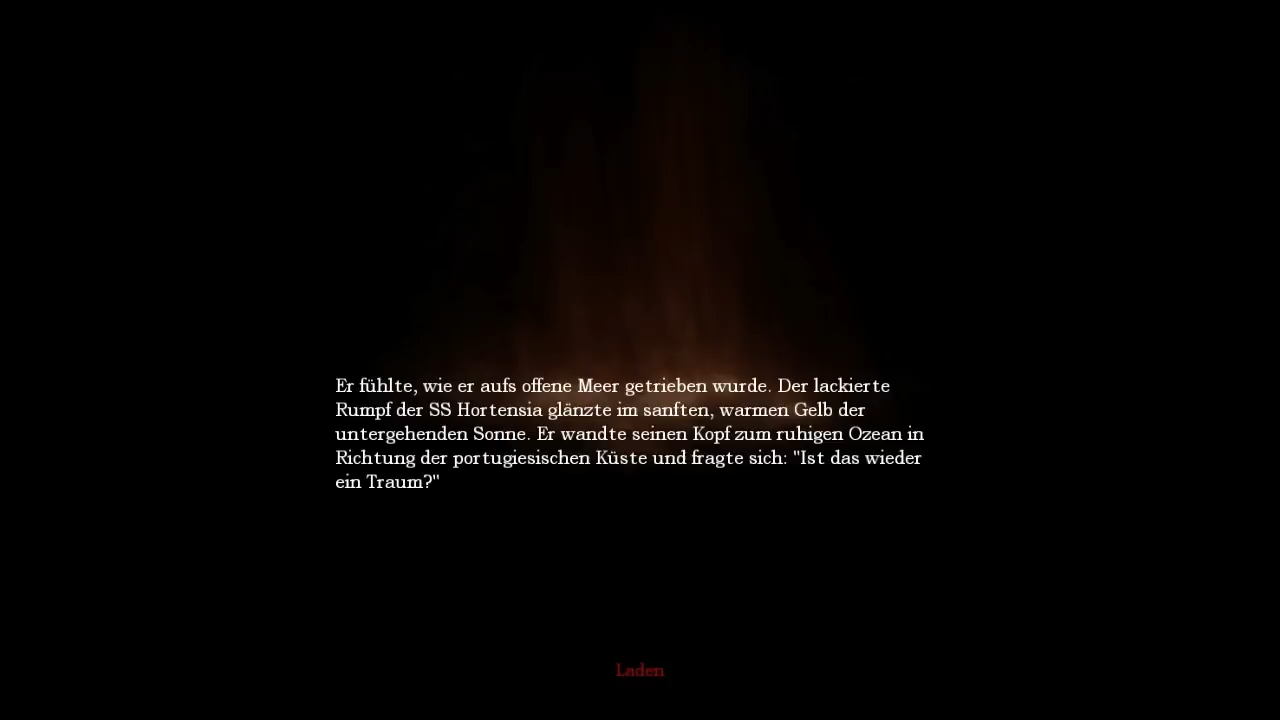 Er fühlte, wie er aufs offene Meer getrieben wurde. Der lackierte
Rumpf der SS Hortensia glänzte im sanften, warmen Gelb der
untergehenden Sonne. Er wandte seinen Kopf zum ruhigen Ozean in
Richtung der portugiesischen Küste und fragte sich: "Ist das wieder
ein Traum?"
Laden